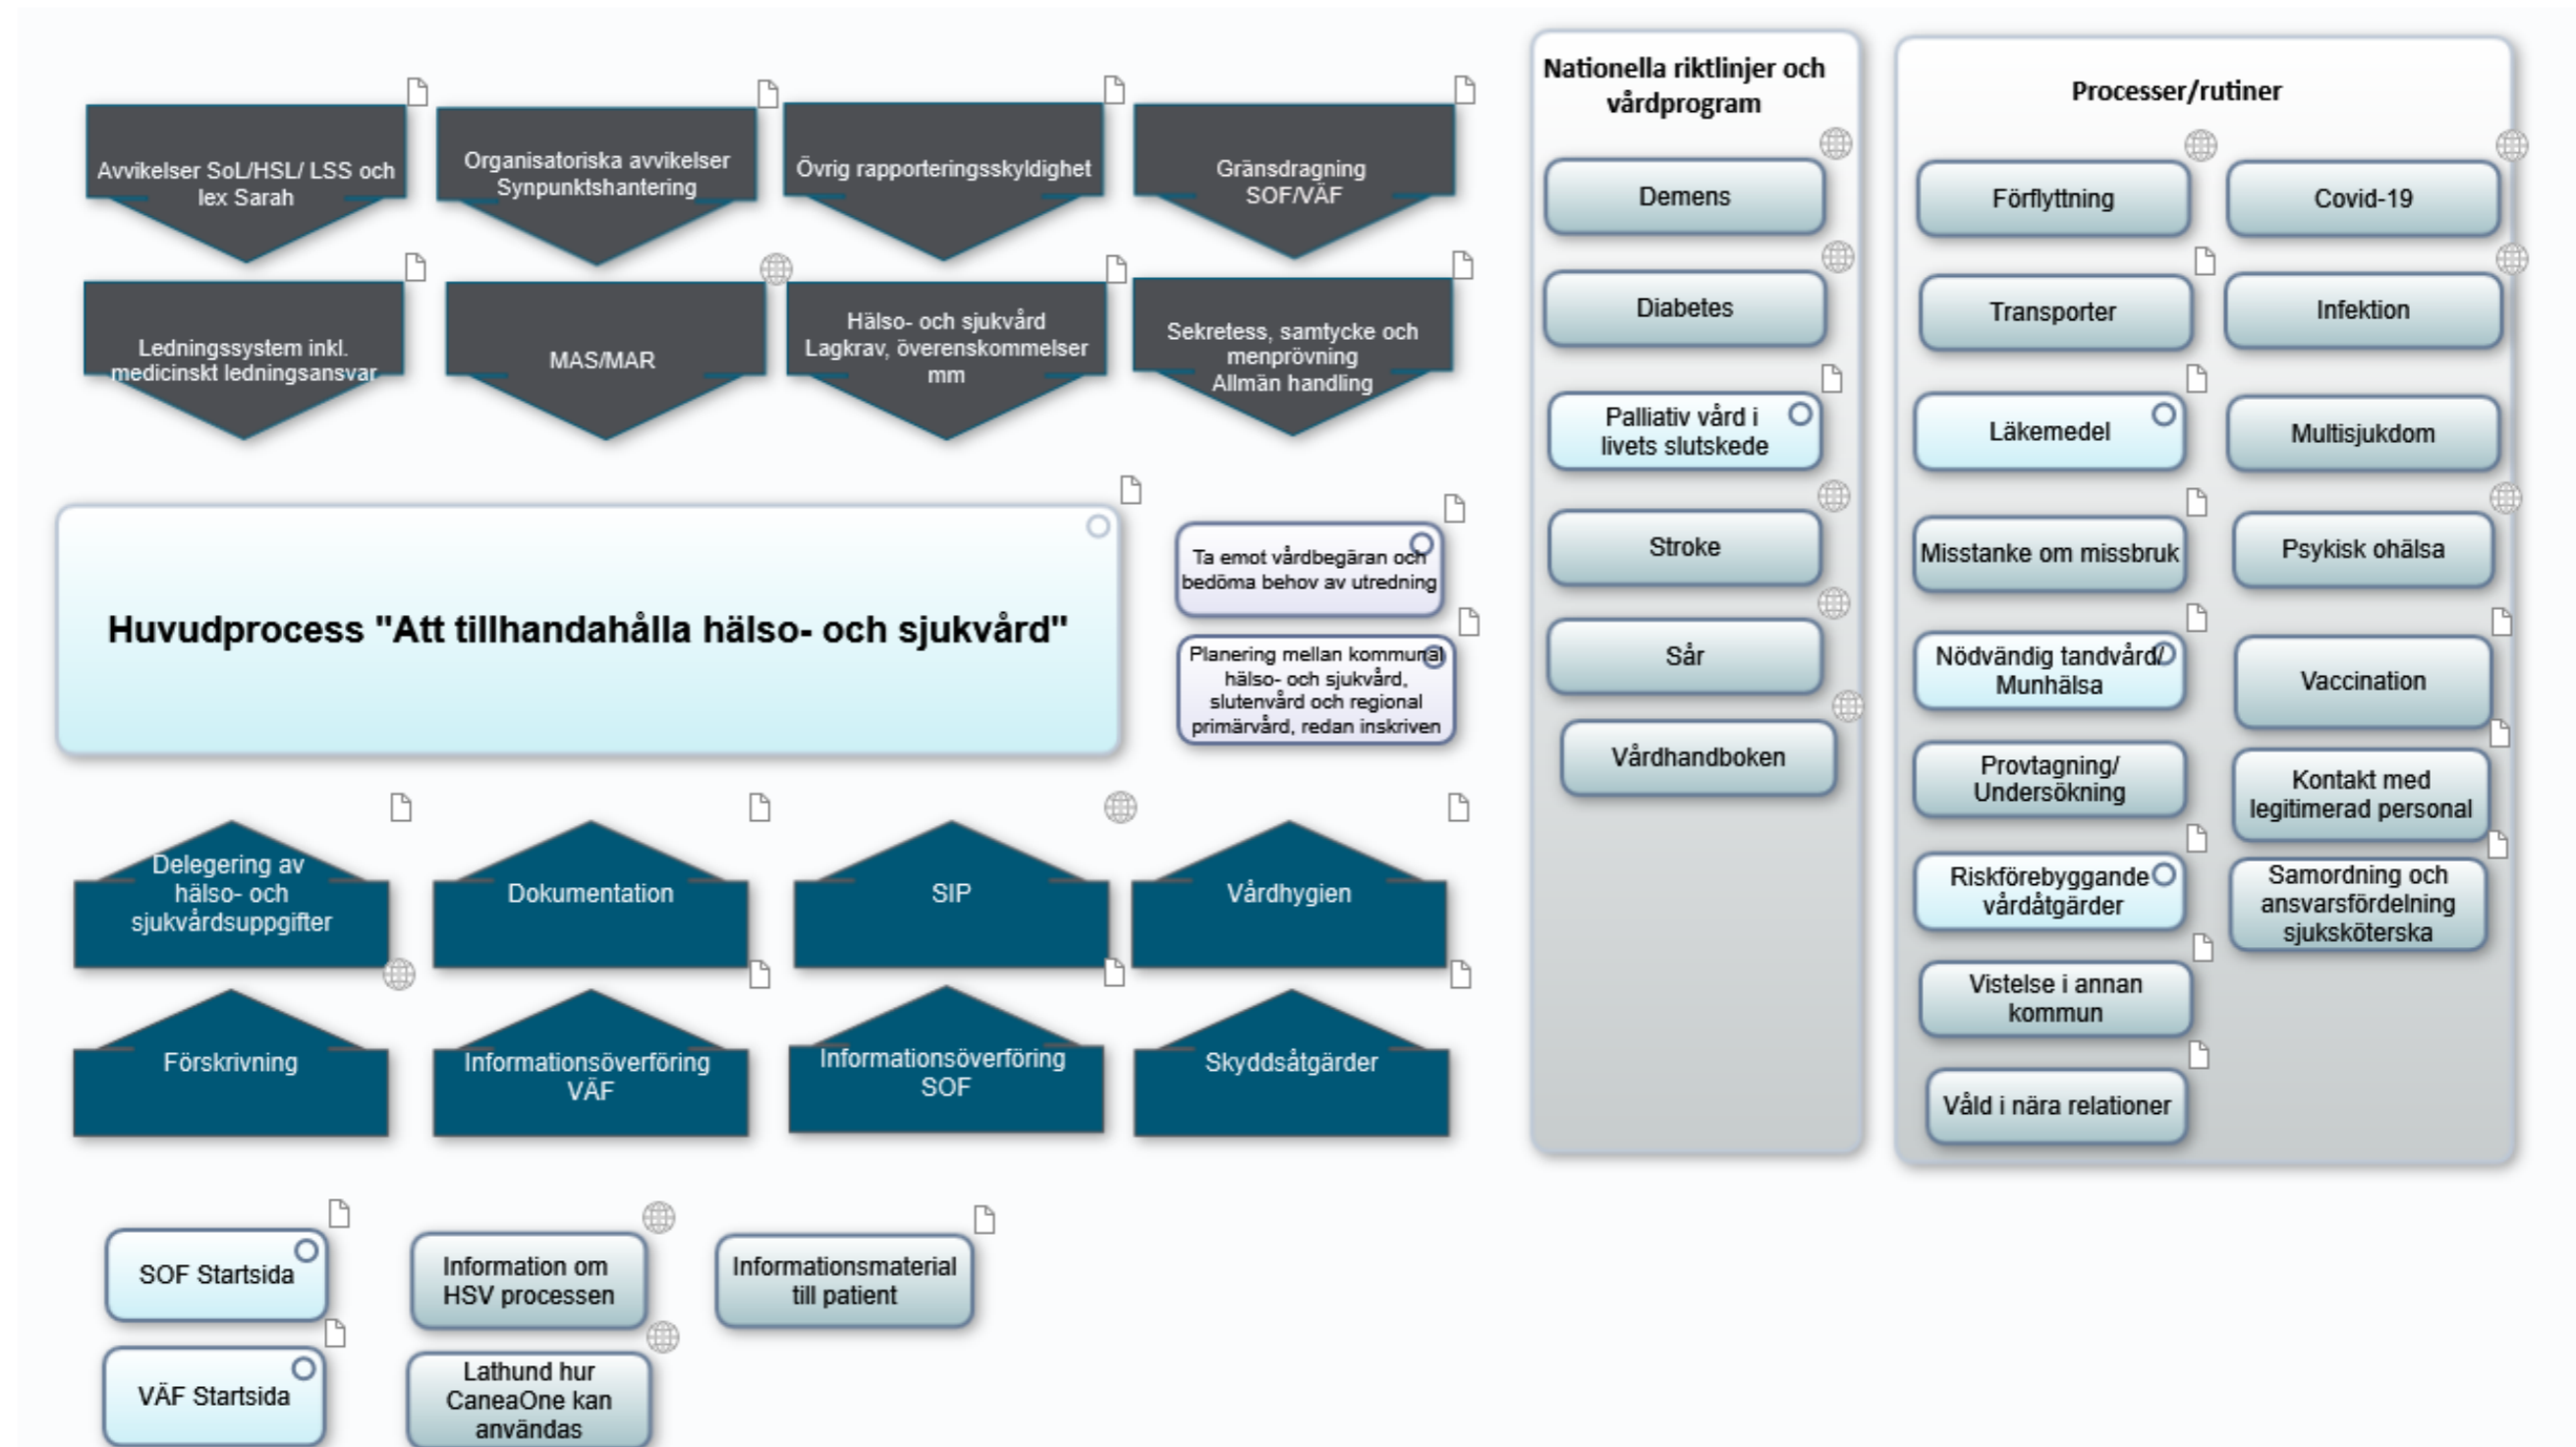 Avvikelser SoL/HSL/ LSS och
lex Sarah
Organisatoriska avvikelser
Synpunktshantering
Övrig rapporteringsskyldighet
Gränsdragning
SOF/VÄF
Ledningssystem inkl.
medicinskt ledningsansvar
MAS/MAR
Hälso- och sjukvård
Lagkrav, överenskommelser
mm
Sekretess, samtycke och
menprövning
Allmän handling
Huvudprocess "Att tillhandahålla hälso- och sjukvård"
Ta emot vårdbegäran och
bedöma behov av utredning
Planering mellan kommunal
hälso- och sjukvård,
slutenvård och regional
primärvård, redan inskriven
Delegering av
hälso- och
sjukvårdsuppgifter
Dokumentation
SIP
Vårdhygien
Förskrivning
Informationsöverföring
VÄF
Informationsöverföring
SOF
Skyddsåtgärder
SOF Startsida
Information om
HSV processen
Informationsmaterial
till patient
VÄF Startsida
Lathund hur
CaneaOne kan
användas
Nationella riktlinjer och
vårdprogram
Demens
Diabetes
Palliativ vård i
livets slutskede
Stroke
Sår
Vårdhandboken
Processer/rutiner
Förflyttning
Covid-19
Transporter
Infektion
Läkemedel
Multisjukdom
Misstanke om missbruk
Psykisk ohälsa
Nödvändig tandvård/
Munhälsa
Vaccination
Provtagning/
Undersökning
Kontakt med
legitimerad personal
Riskförebyggande
vårdåtgärder
Samordning och
ansvarsfördelning
sjuksköterska
Vistelse i annan
kommun
Våld i nära relationer